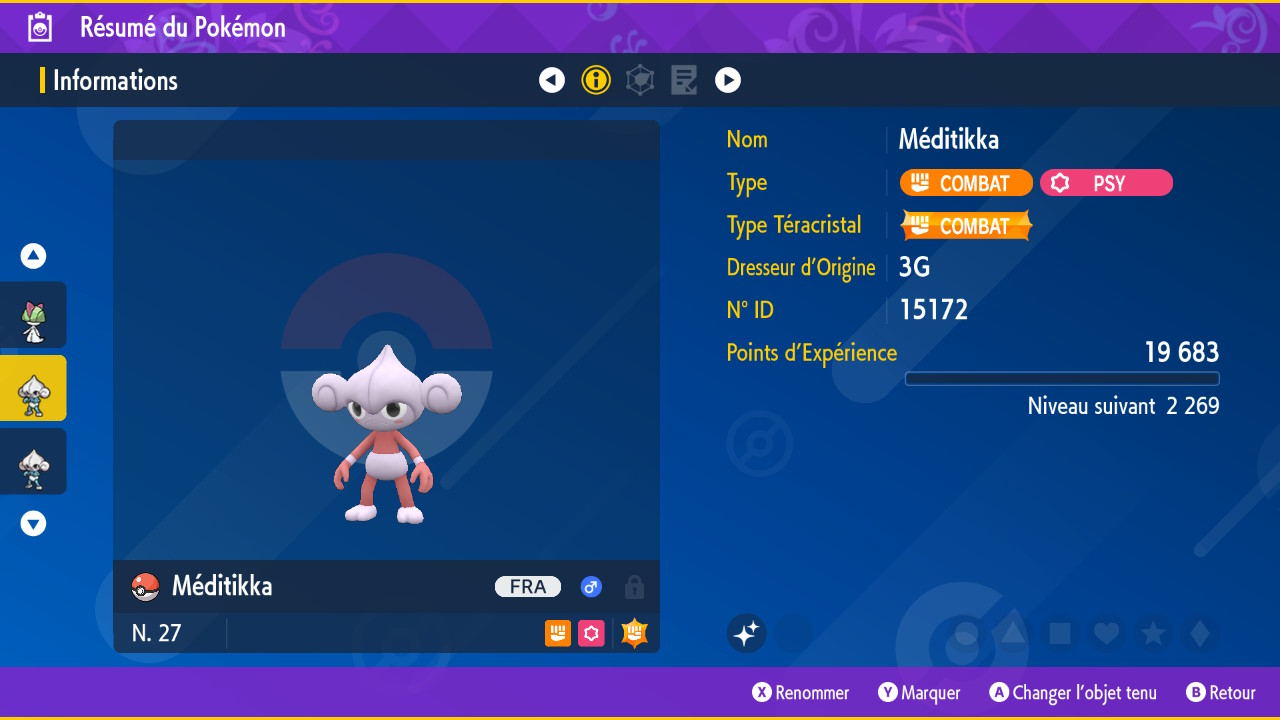 Résumé du Pokémon
Informations
Nom Méditikka
Type COMBAT PSY
Type Téracristal COMBAT
Dresseur d'Origine 3G
N° ID 15172
Points d'Expérience 19 683
Niveau suivant 2 269
Méditikka FRA
N. 27
X Renommer Y Marquer A Changer l'objet tenu B Retour